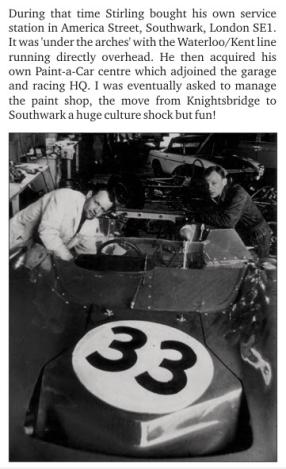 During that time Stirling bought his own service
station in America Street, Southwark, London SE1.
It was 'under the arches' with the Waterloo/Kent line
running directly overhead. He then acquired his
own Paint-a-Car centre which adjoined the garage
and racing HQ. I was eventually asked to manage
the paint shop, the move from Knightsbridge to
Southwark a huge culture shock but fun!
33